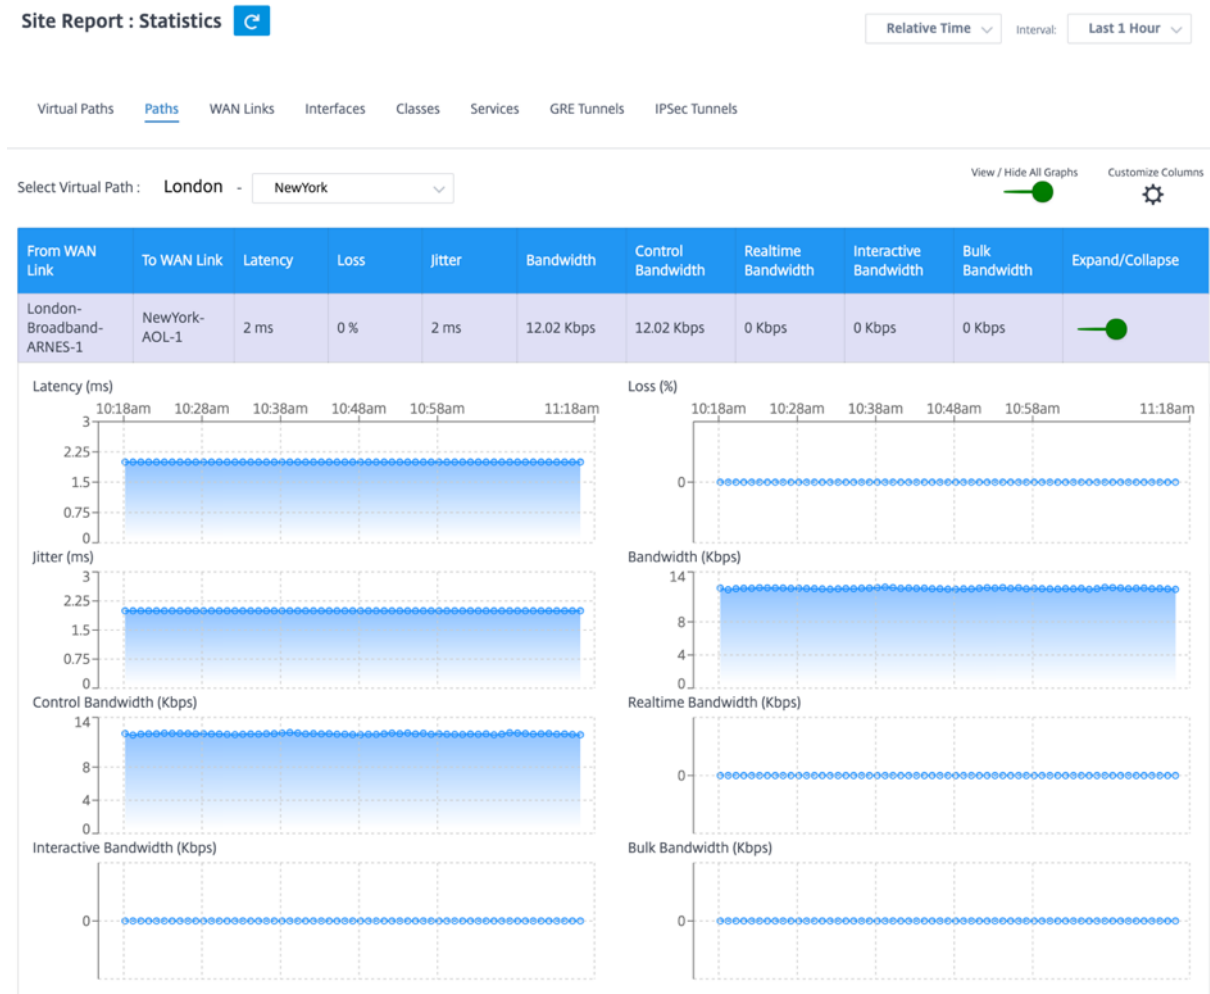 Site Report : Statistics
Relative Time
Interval:
Last 1 Hour
Virtual Paths
Paths
WAN Links
Interfaces
Classes
Services
GRE Tunnels
IPSec Tunnels
Select Virtual Path :
London
-
NewYork
View / Hide All Graphs
Customize Columns
From WAN
Link
To WAN Link
Latency
Loss
Jitter
Bandwidth
Control
Bandwidth
Realtime
Bandwidth
Interactive
Bandwidth
Bulk
Bandwidth
Expand/Collapse
London-
Broadband-
ARNES-1
NewYork-
AOL-1
2 ms
0 %
2 ms
12.02 Kbps
12.02 Kbps
0 Kbps
0 Kbps
0 Kbps
Latency (ms)
10:18am 10:28am 10:38am 10:48am 10:58am 11:18am
3
2.25
1.5
0.75
0
Loss (%)
10:18am 10:28am 10:38am 10:48am 10:58am 11:18am
0
Jitter (ms)
3
2.25
1.5
0.75
0
Bandwidth (Kbps)
14
8
4
0
Control Bandwidth (Kbps)
14
8
4
0
Realtime Bandwidth (Kbps)
0
Interactive Bandwidth (Kbps)
0
Bulk Bandwidth (Kbps)
0